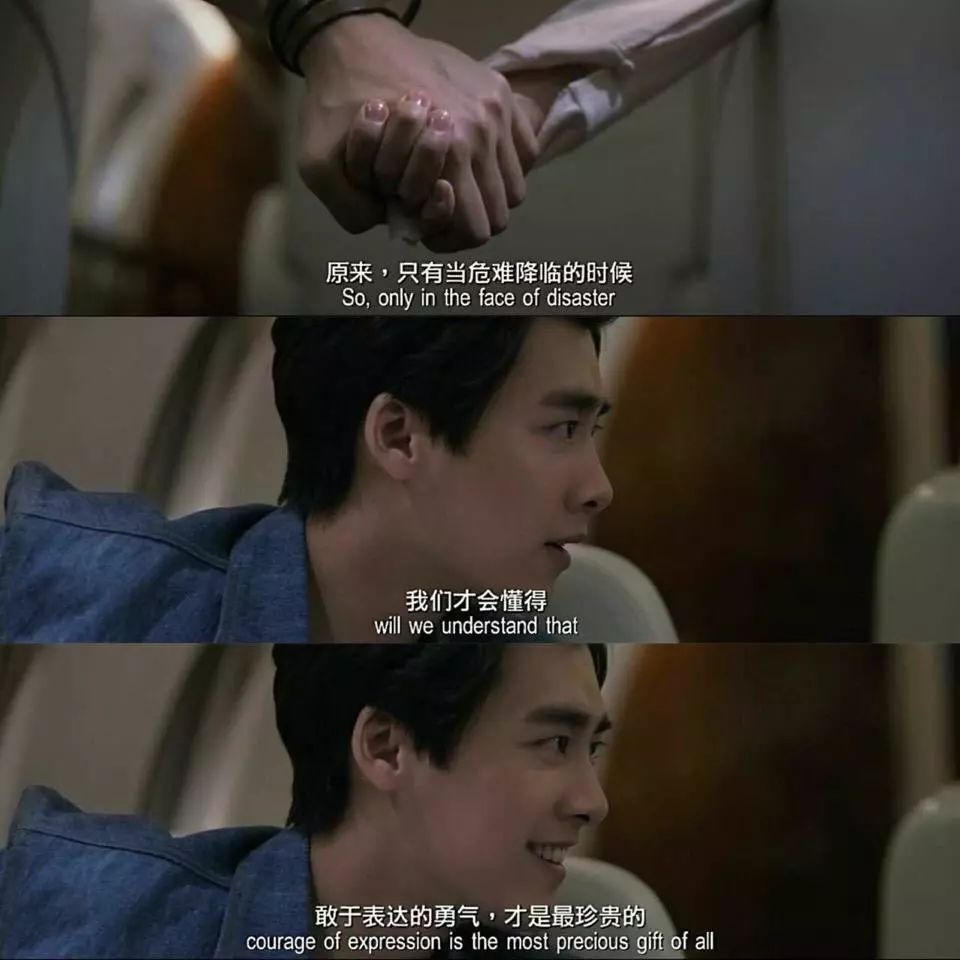 原来，只有当危难降临的时候
So, only in the face of disaster
我们才会懂得
will we understand that
敢于表达的勇气，才是最珍贵的
courage of expression is the most precious gift of all